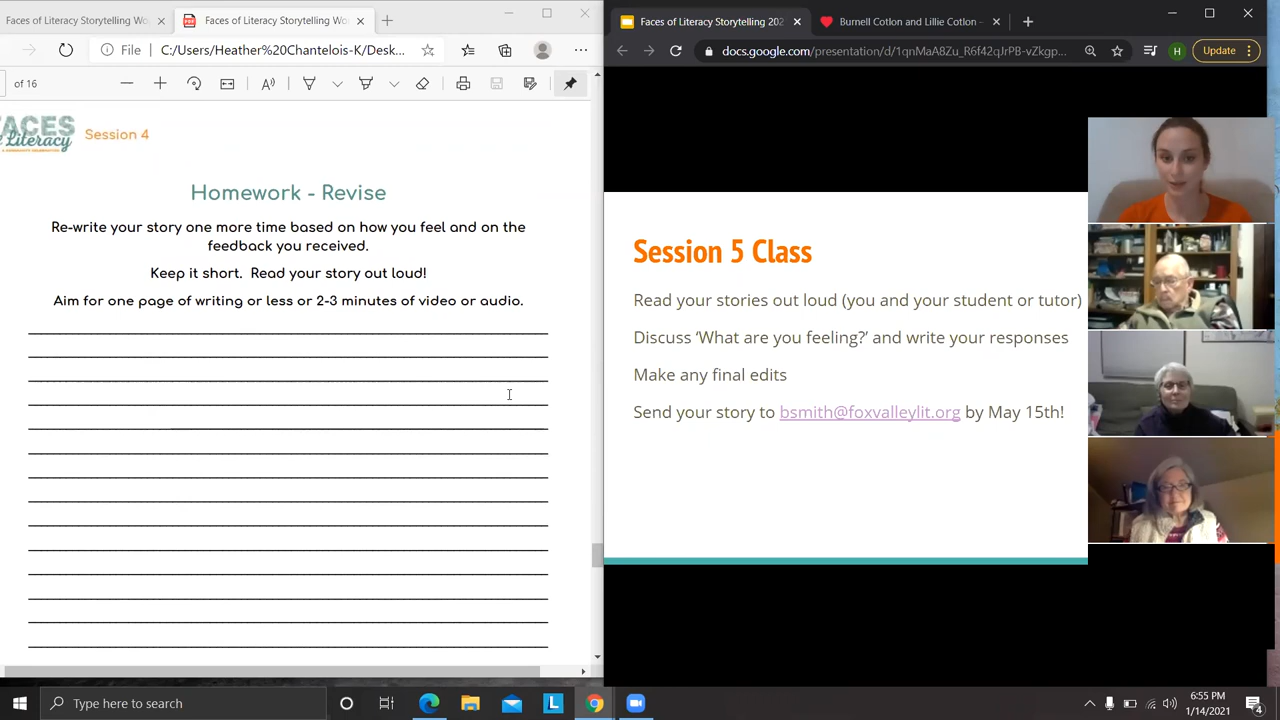 Faces of Literacy Storytelling Wo
Faces of Literacy Storytelling Wo
File C:/Users/Heather%20Chantelois-K/Desk...
of 16
FACES
Literacy
Session 4
Homework - Revise
Re-write your story one more time based on how you feel and on the
feedback you received.
Keep it short. Read your story out loud!
Aim for one page of writing or less or 2-3 minutes of video or audio.
Faces of Literacy Storytelling 202
Burnell Cotlon and Lillie Cotlon –
docs.google.com/presentation/d/1qnMaA8Zu_R6f42qJrPB-vZkgp...
H
Update
Session 5 Class
Read your stories out loud (you and your student or tutor)
Discuss ‘What are you feeling?’ and write your responses
Make any final edits
Send your story to bsmith@foxvalleylit.org by May 15th!
Type here to search
L
6:55 PM
1/14/2021
4